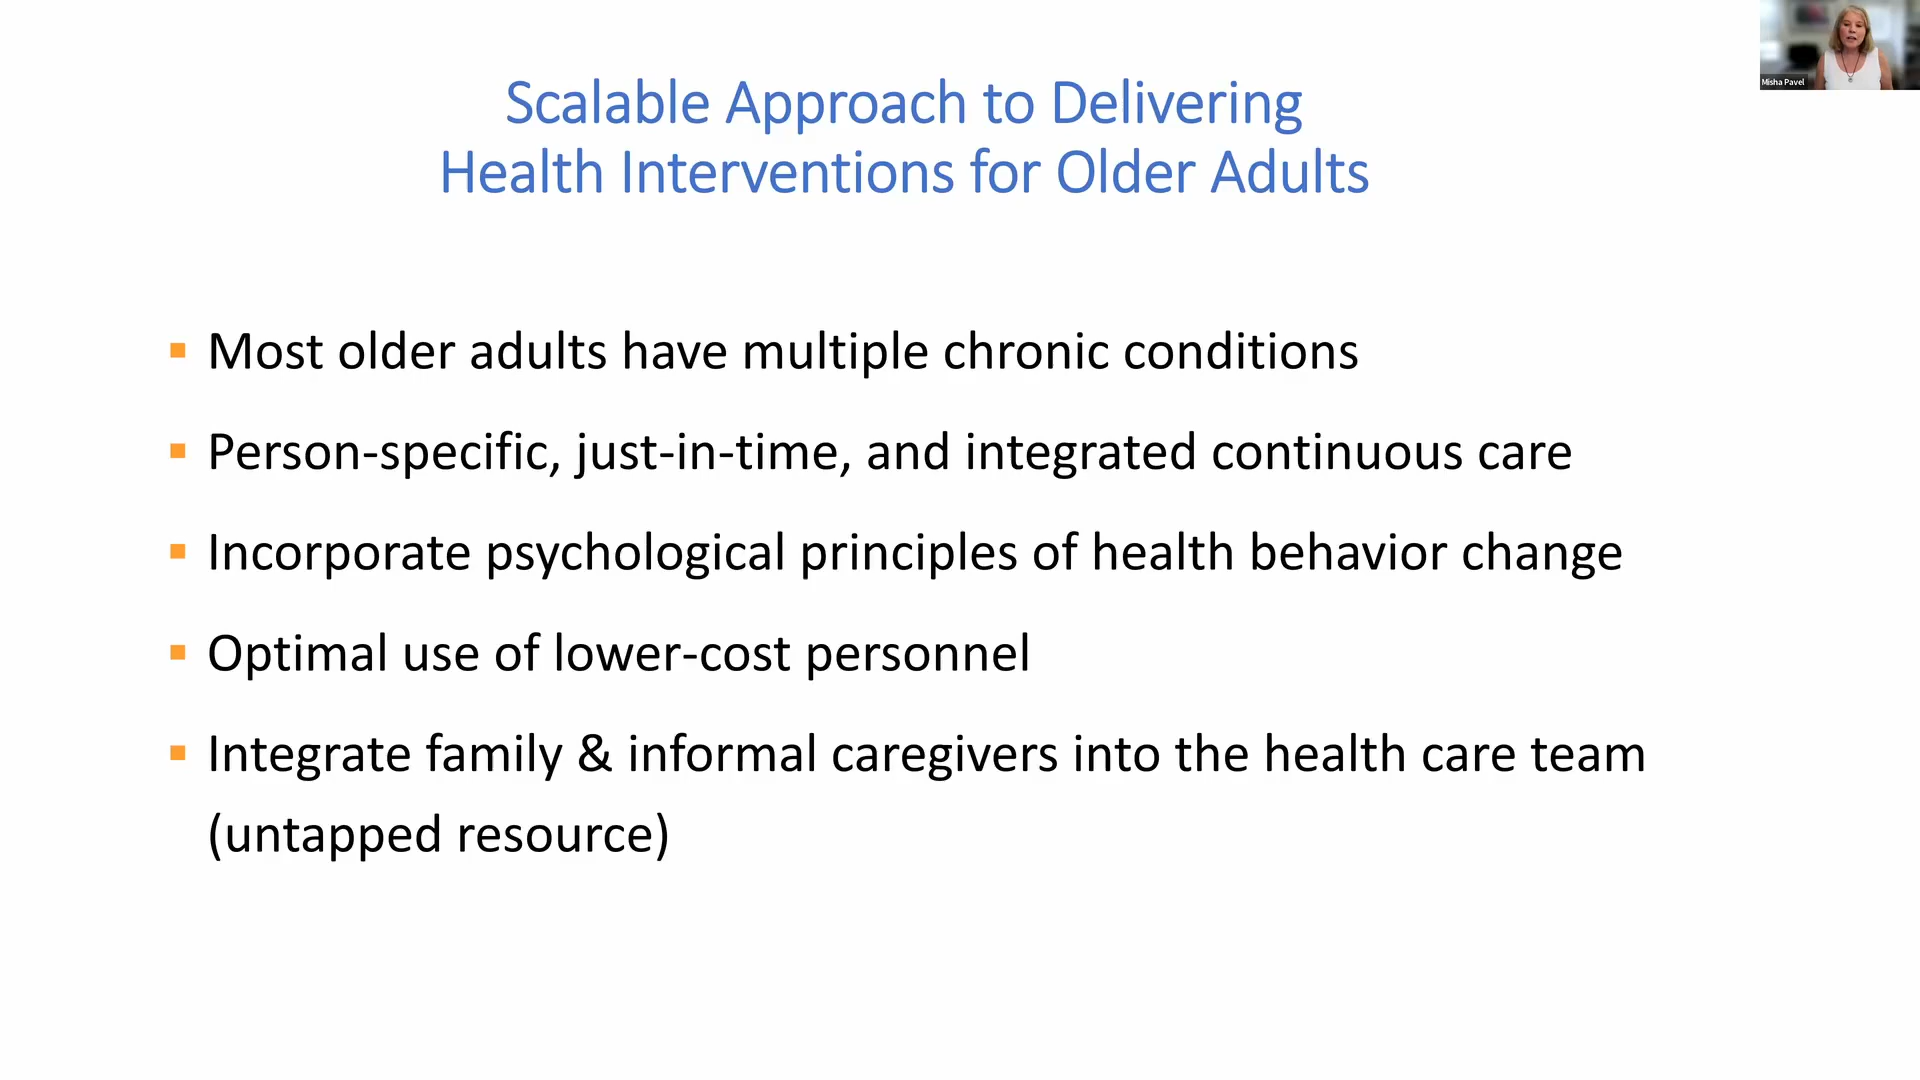 Scalable Approach to Delivering
Health Interventions for Older Adults
Misha Pavel
▪ Most older adults have multiple chronic conditions
▪ Person-specific, just-in-time, and integrated continuous care
▪ Incorporate psychological principles of health behavior change
▪ Optimal use of lower-cost personnel
▪ Integrate family & informal caregivers into the health care team
(untapped resource)